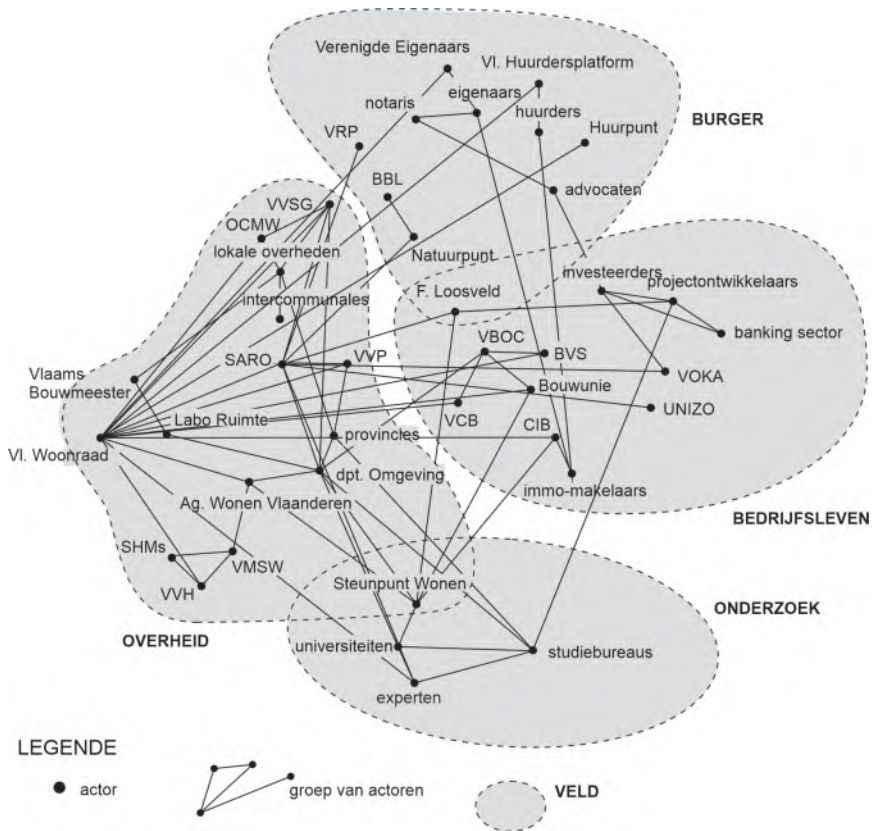 Verenigde Eigenaars
Vl. Huurdersplatform
eigenaars
notaris
huurders
BURGER
Huurpunt
VRP
BBL
advocaten
VVSG
OCMW
Natuurpunt
lokale overheden
investeerders
projectontwikkelaars
F. Loosveld
intercommunales
banking sector
VBOC
SARO
VVP
BVS
VOKA
Vlaams
Bouwmeester
Bouwunie
UNIZO
Labo Ruimte
VCB
CIB
provincies
Vl. Woonraad
dpt. Omgeving
immo-makelaars
Ag. Wonen Vlaanderen
BEDRIJFSLEVEN
SHMs
VMSW
Steunpunt Wonen
VVH
ONDERZOEK
OVERHEID
universiteiten
studiebureaus
experten
LEGENDE
actor
groep van actoren
VELD